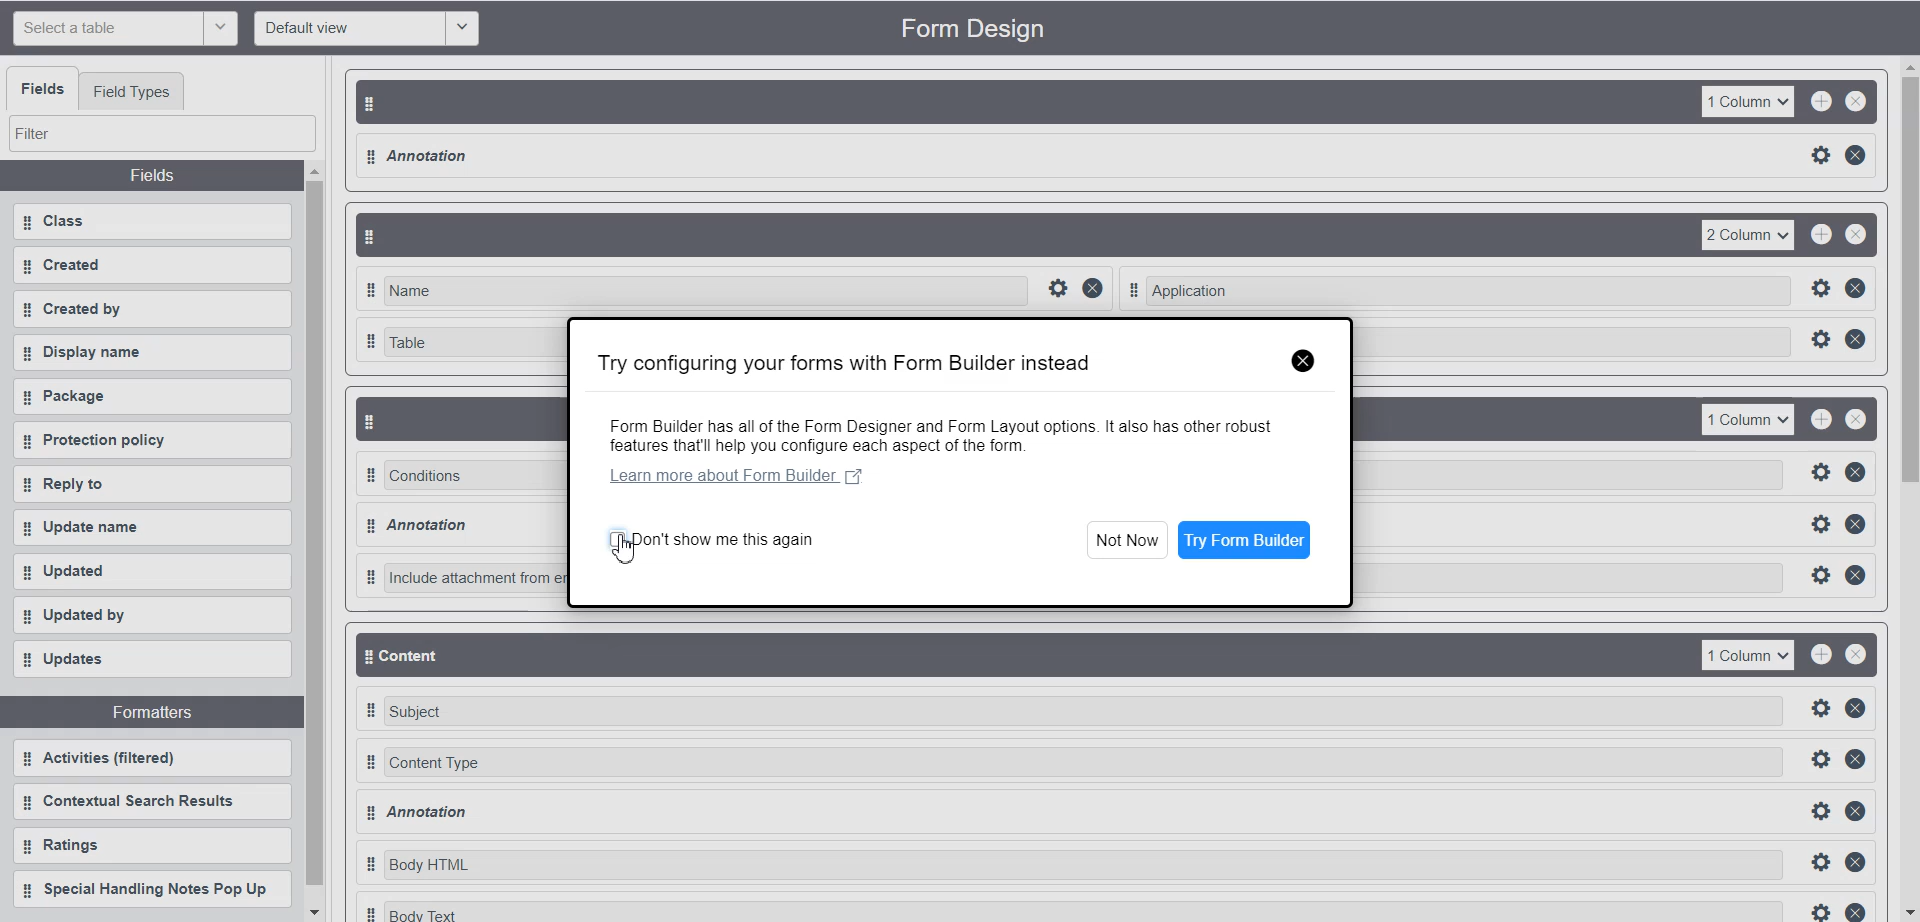 Select a table
Default view
Form Design
Fields
Field Types
Filter
Fields
Class
Created
Created by
Display name
Package
Protection policy
Reply to
Update name
Updated
Updated by
Updates
Formatters
Activities (filtered)
Contextual Search Results
Ratings
Special Handling Notes Pop Up
1 Column
Annotation
2 Column
Name
Application
Table
1 Column
Conditions
Annotation
Include attachment from
Try configuring your forms with Form Builder instead
Form Builder has all of the Form Designer and Form Layout options. It also has other robust
features that'll help you configure each aspect of the form.
Learn more about Form Builder
Don't show me this again
Not Now
Try Form Builder
Content
1 Column
Subject
Content Type
Annotation
Body HTML
Body Text